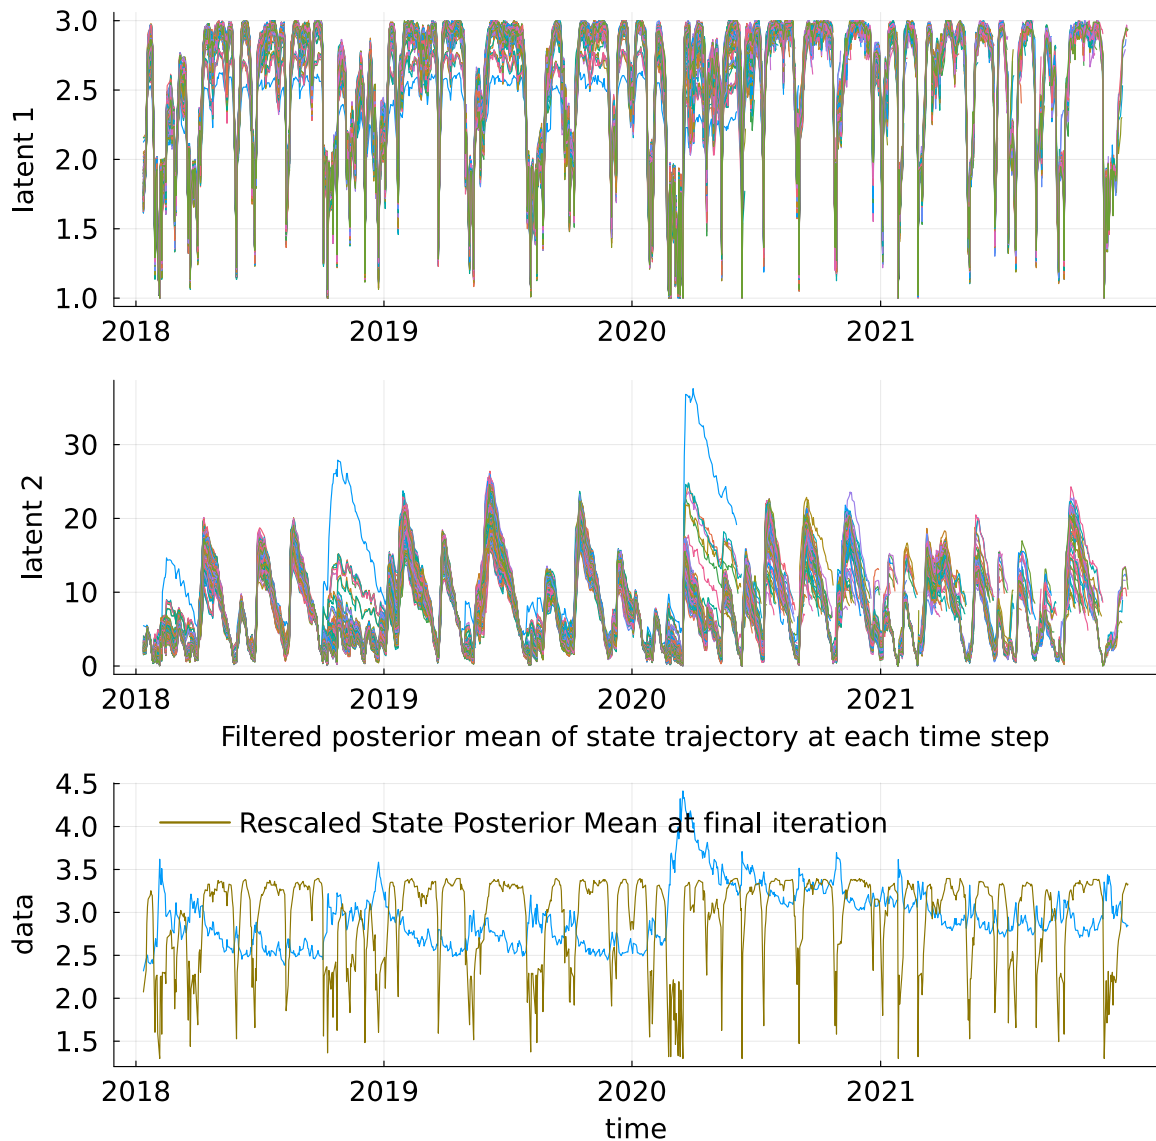 latent 1
3.0
2.5
2.0
1.5
1.0
2018 2019 2020 2021
latent 2
30
20
10
0
2018 2019 2020 2021
Filtered posterior mean of state trajectory at each time step
data
4.5
4.0
3.5
3.0
2.5
2.0
1.5
Rescaled State Posterior Mean at final iteration
2018 2019 2020 2021
time